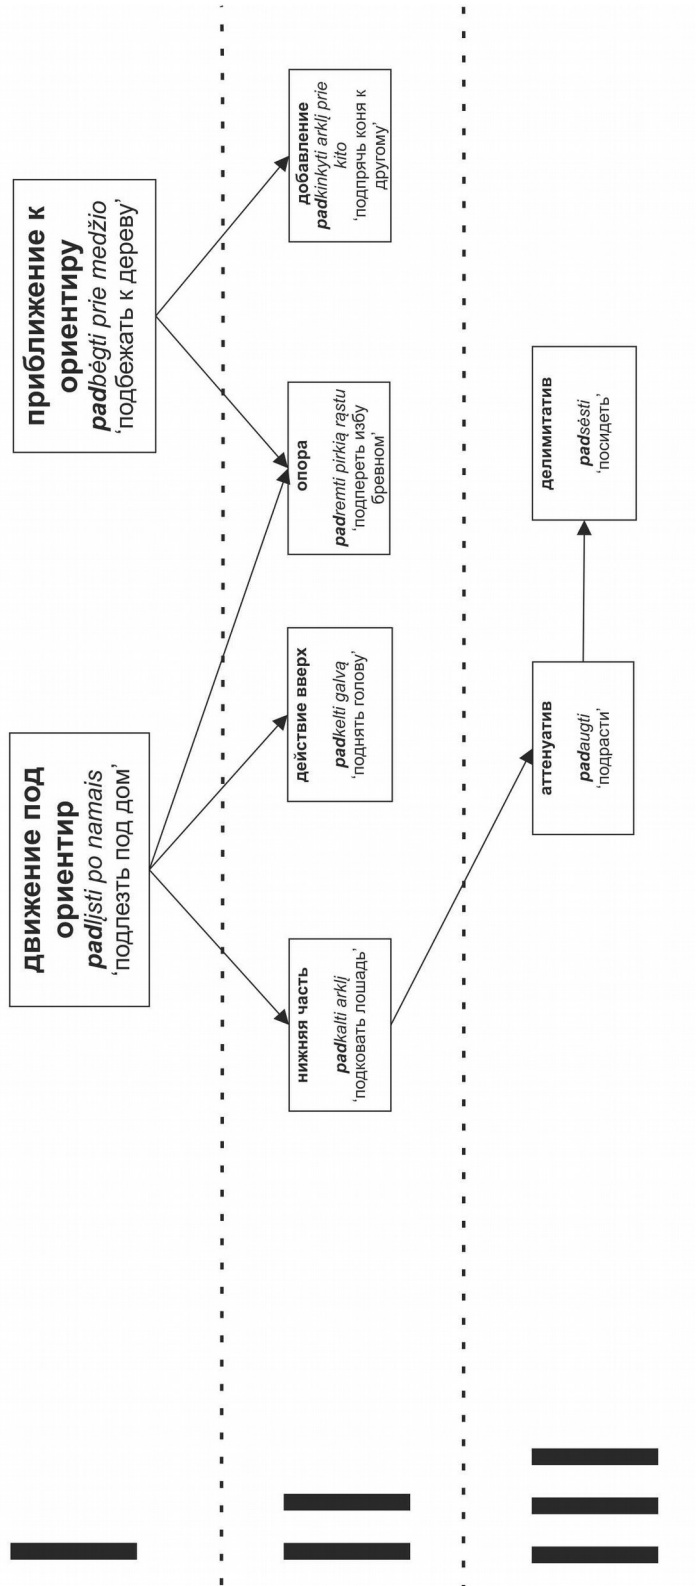 движение под
ориентир
padlįsti po namais
‘подлезть под дом’
приближение к
ориентиру
padbėgti prie medžio
‘подбежать к дереву’
нижняя часть
padkalti arklį
‘подковать лошадь’
действие вверх
padkelti galvą
‘поднять голову’
опора
padremti pirkią rąstu
‘подпереть избу
бревном’
добавление
padkinkyti arklį prie
kito
‘подпрячь коня к
другому’
аттенуатив
padaugti
‘подрасти’
делимитатив
padsėsti
‘посидеть’